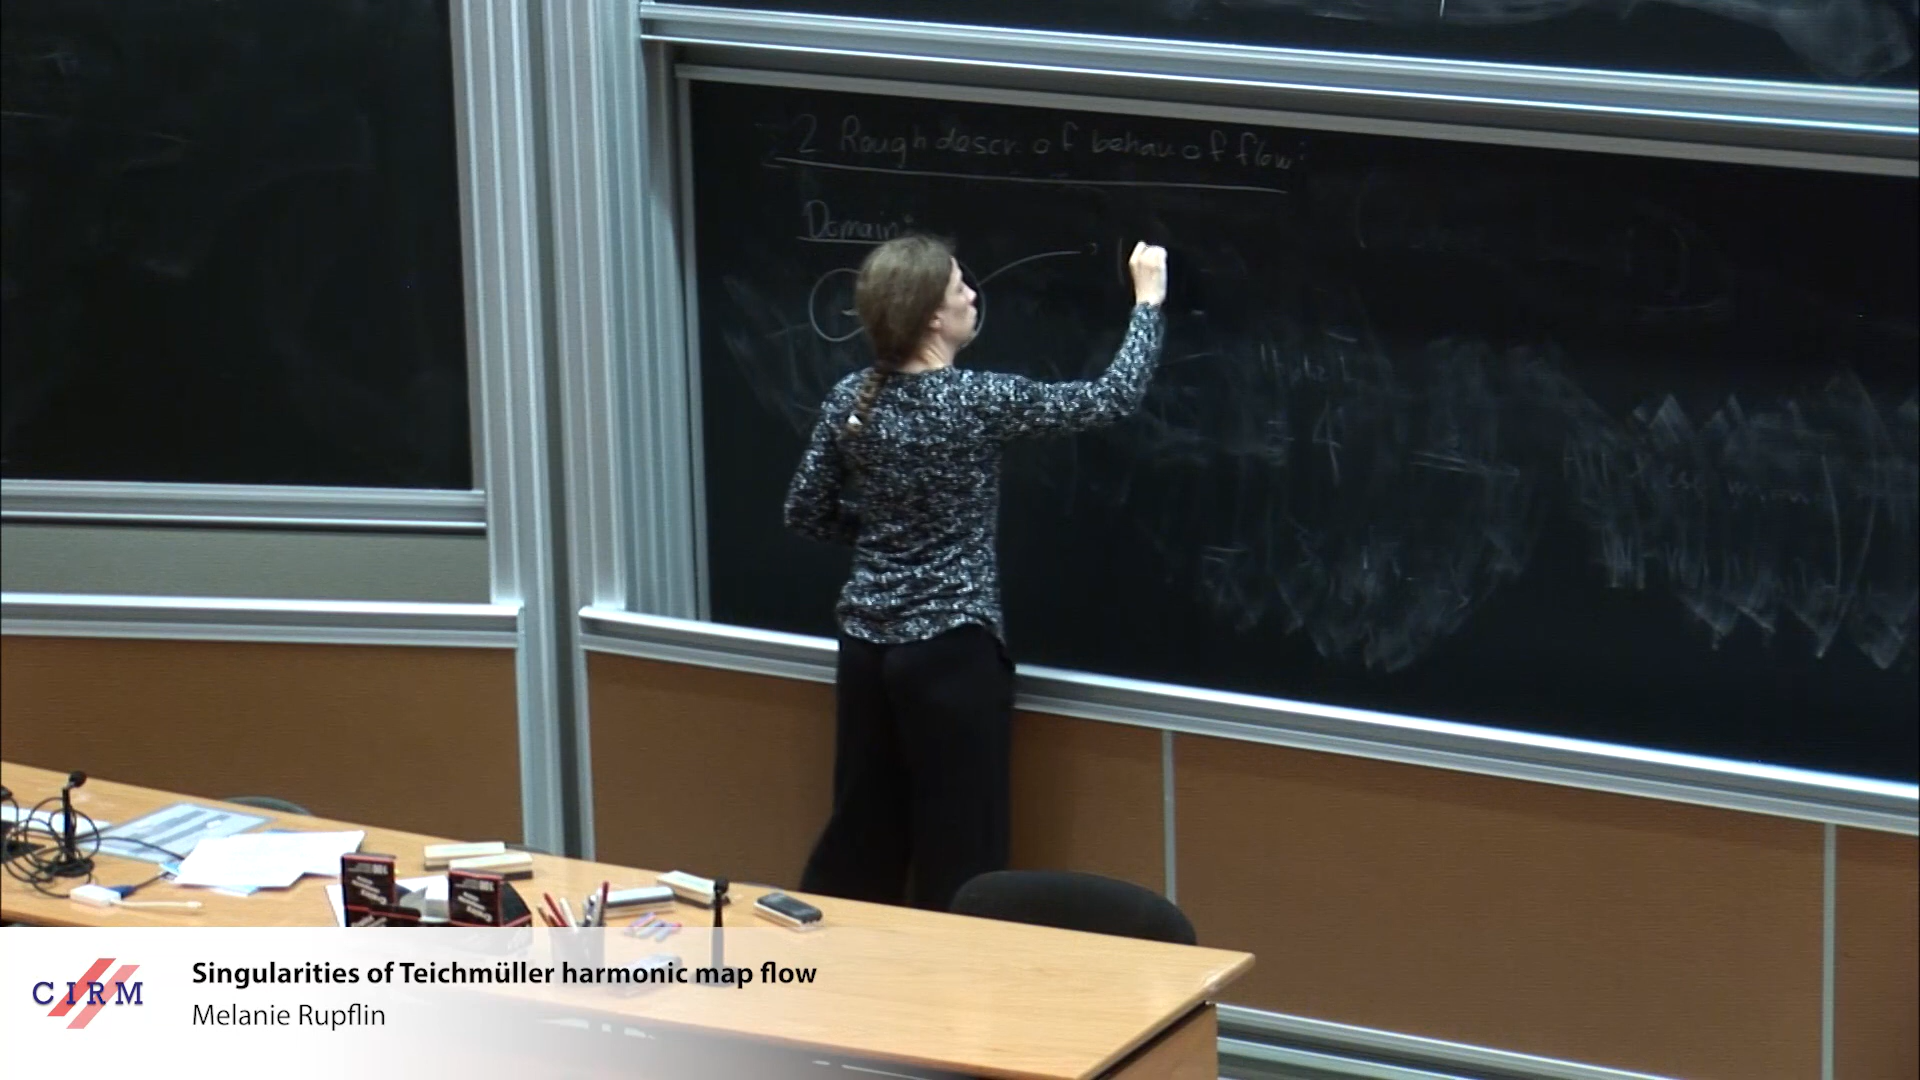 2 Rough descr. of behav of flow:
Domain:
CIRM
Singularities of Teichmüller harmonic map flow
Melanie Rupflin